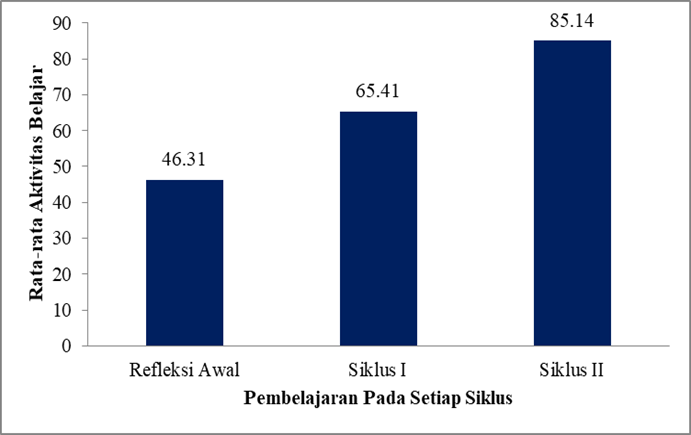 90
80
70
60
50
40
30
20
10
0
Rata-rata Aktivitas Belajar
46.31
65.41
85.14
Refleksi Awal
Siklus I
Siklus II
Pembelajaran Pada Setiap Siklus